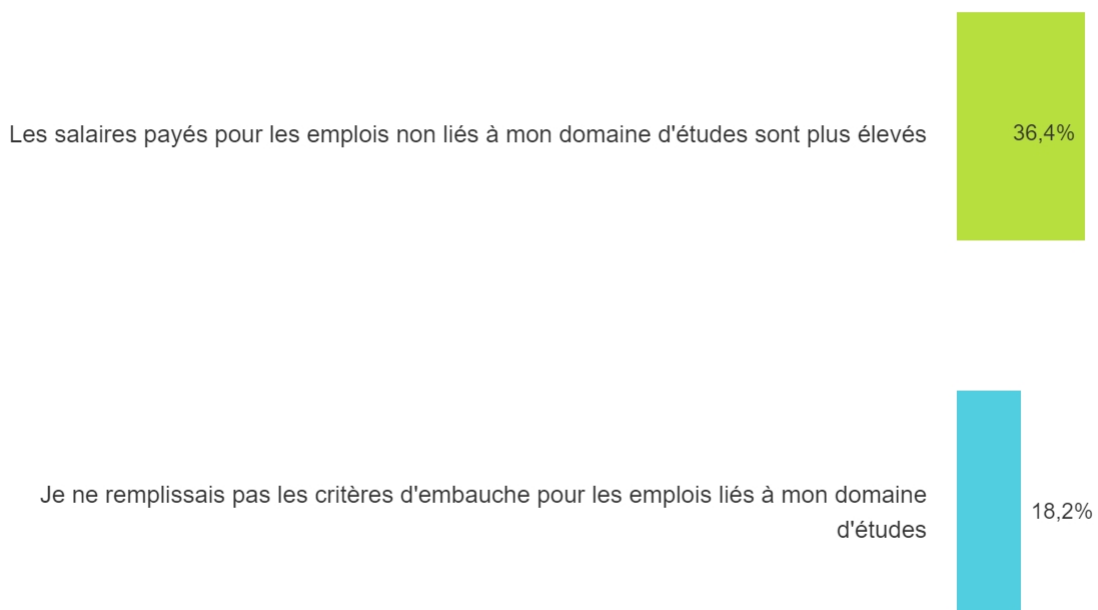 Les salaires payés pour les emplois non liés à mon domaine d'études sont plus élevés
36,4%
Je ne remplissais pas les critères d'embauche pour les emplois liés à mon domaine
d'études
18,2%